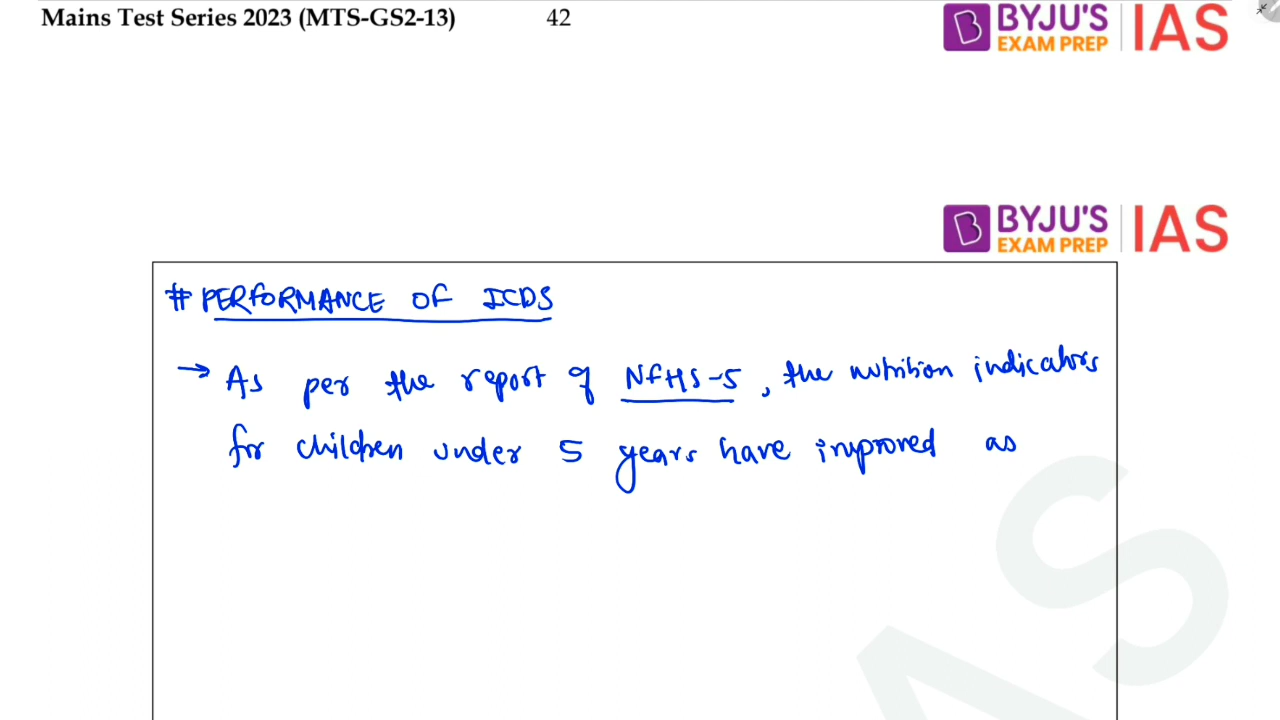 Mains Test Series 2023 (MTS-GS2-13) 42
BYJU'S
EXAM PREP
IAS
BYJU'S
EXAM PREP
IAS
# PERFORMANCE OF ICDS
→ As per the report of NFHS-5, the nutrition indicators
for children under 5 years have improved as